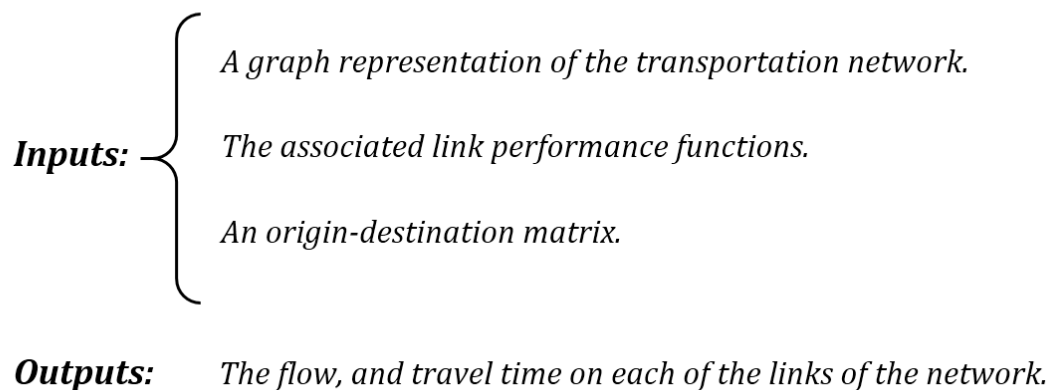 A graph representation of the transportation network.
Inputs: The associated link performance functions.
An origin-destination matrix.
Outputs: The flow, and travel time on each of the links of the network.